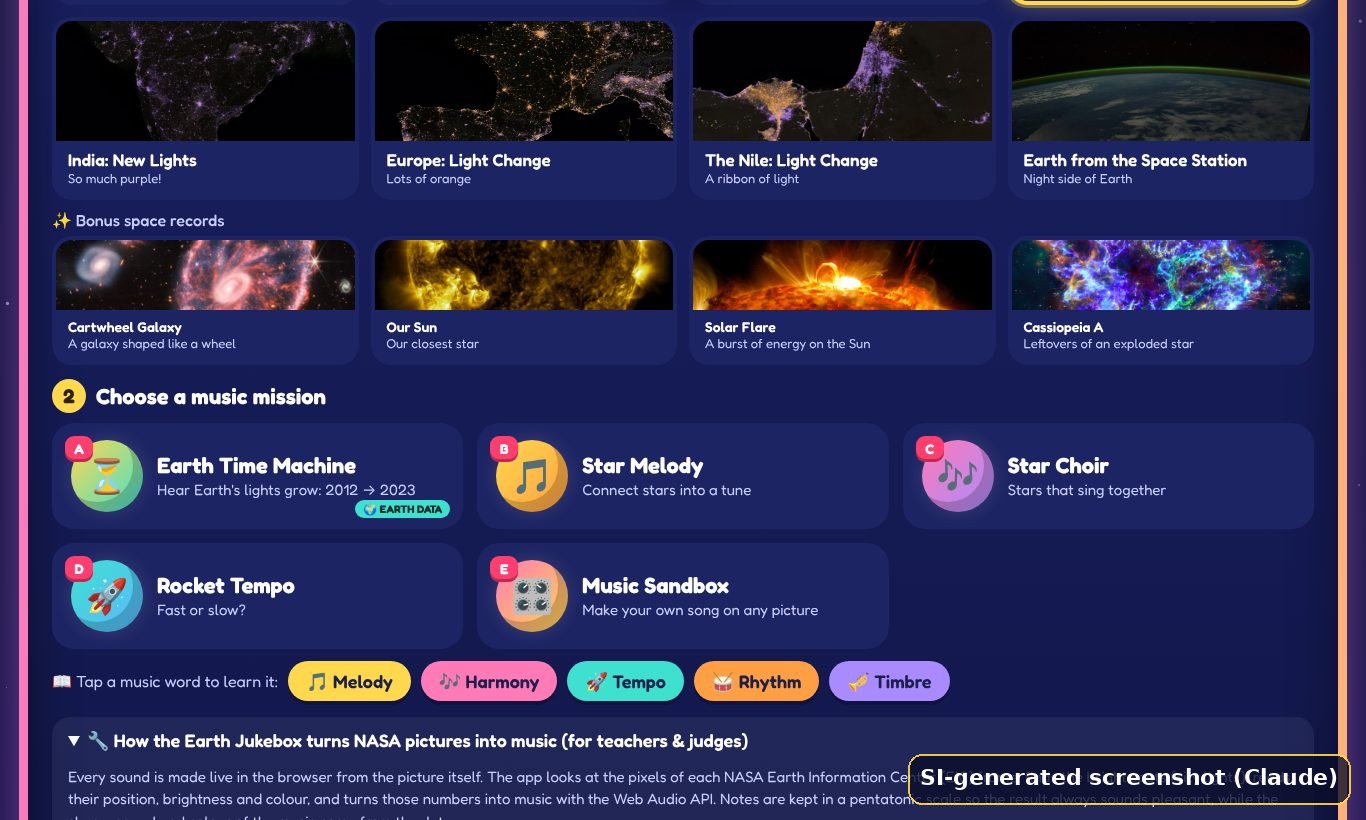 India: New Lights
So much purple!
Europe: Light Change
Lots of orange
The Nile: Light Change
A ribbon of light
Earth from the Space Station
Night side of Earth
✨ Bonus space records
Cartwheel Galaxy
A galaxy shaped like a wheel
Our Sun
Our closest star
Solar Flare
A burst of energy on the Sun
Cassiopeia A
Leftovers of an exploded star
2 Choose a music mission
A
Earth Time Machine
Hear Earth's lights grow: 2012 → 2023
🌍 EARTH DATA
B
Star Melody
Connect stars into a tune
C
Star Choir
Stars that sing together
D
Rocket Tempo
Fast or slow?
E
Music Sandbox
Make your own song on any picture
📖 Tap a music word to learn it: 🎵 Melody 🎶 Harmony 🚀 Tempo 🥁 Rhythm 🎺 Timbre
▼ 🔧 How the Earth Jukebox turns NASA pictures into music (for teachers & judges)
Every sound is made live in the browser from the picture itself. The app looks at the pixels of each NASA Earth Information
their position, brightness and colour, and turns those numbers into music with the Web Audio API. Notes are kept in a pentatonic scale so the result always sounds pleasant, while the
SI-generated screenshot (Claude)